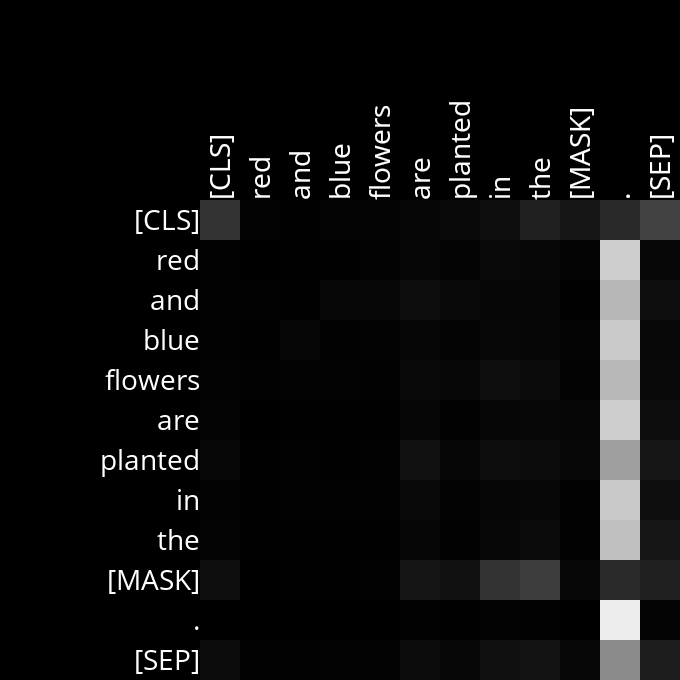 [CLS] red and blue flowers are planted in the [MASK] . [SEP]
[CLS]
red
and
blue
flowers
are
planted
in
the
[MASK]
.
[SEP]